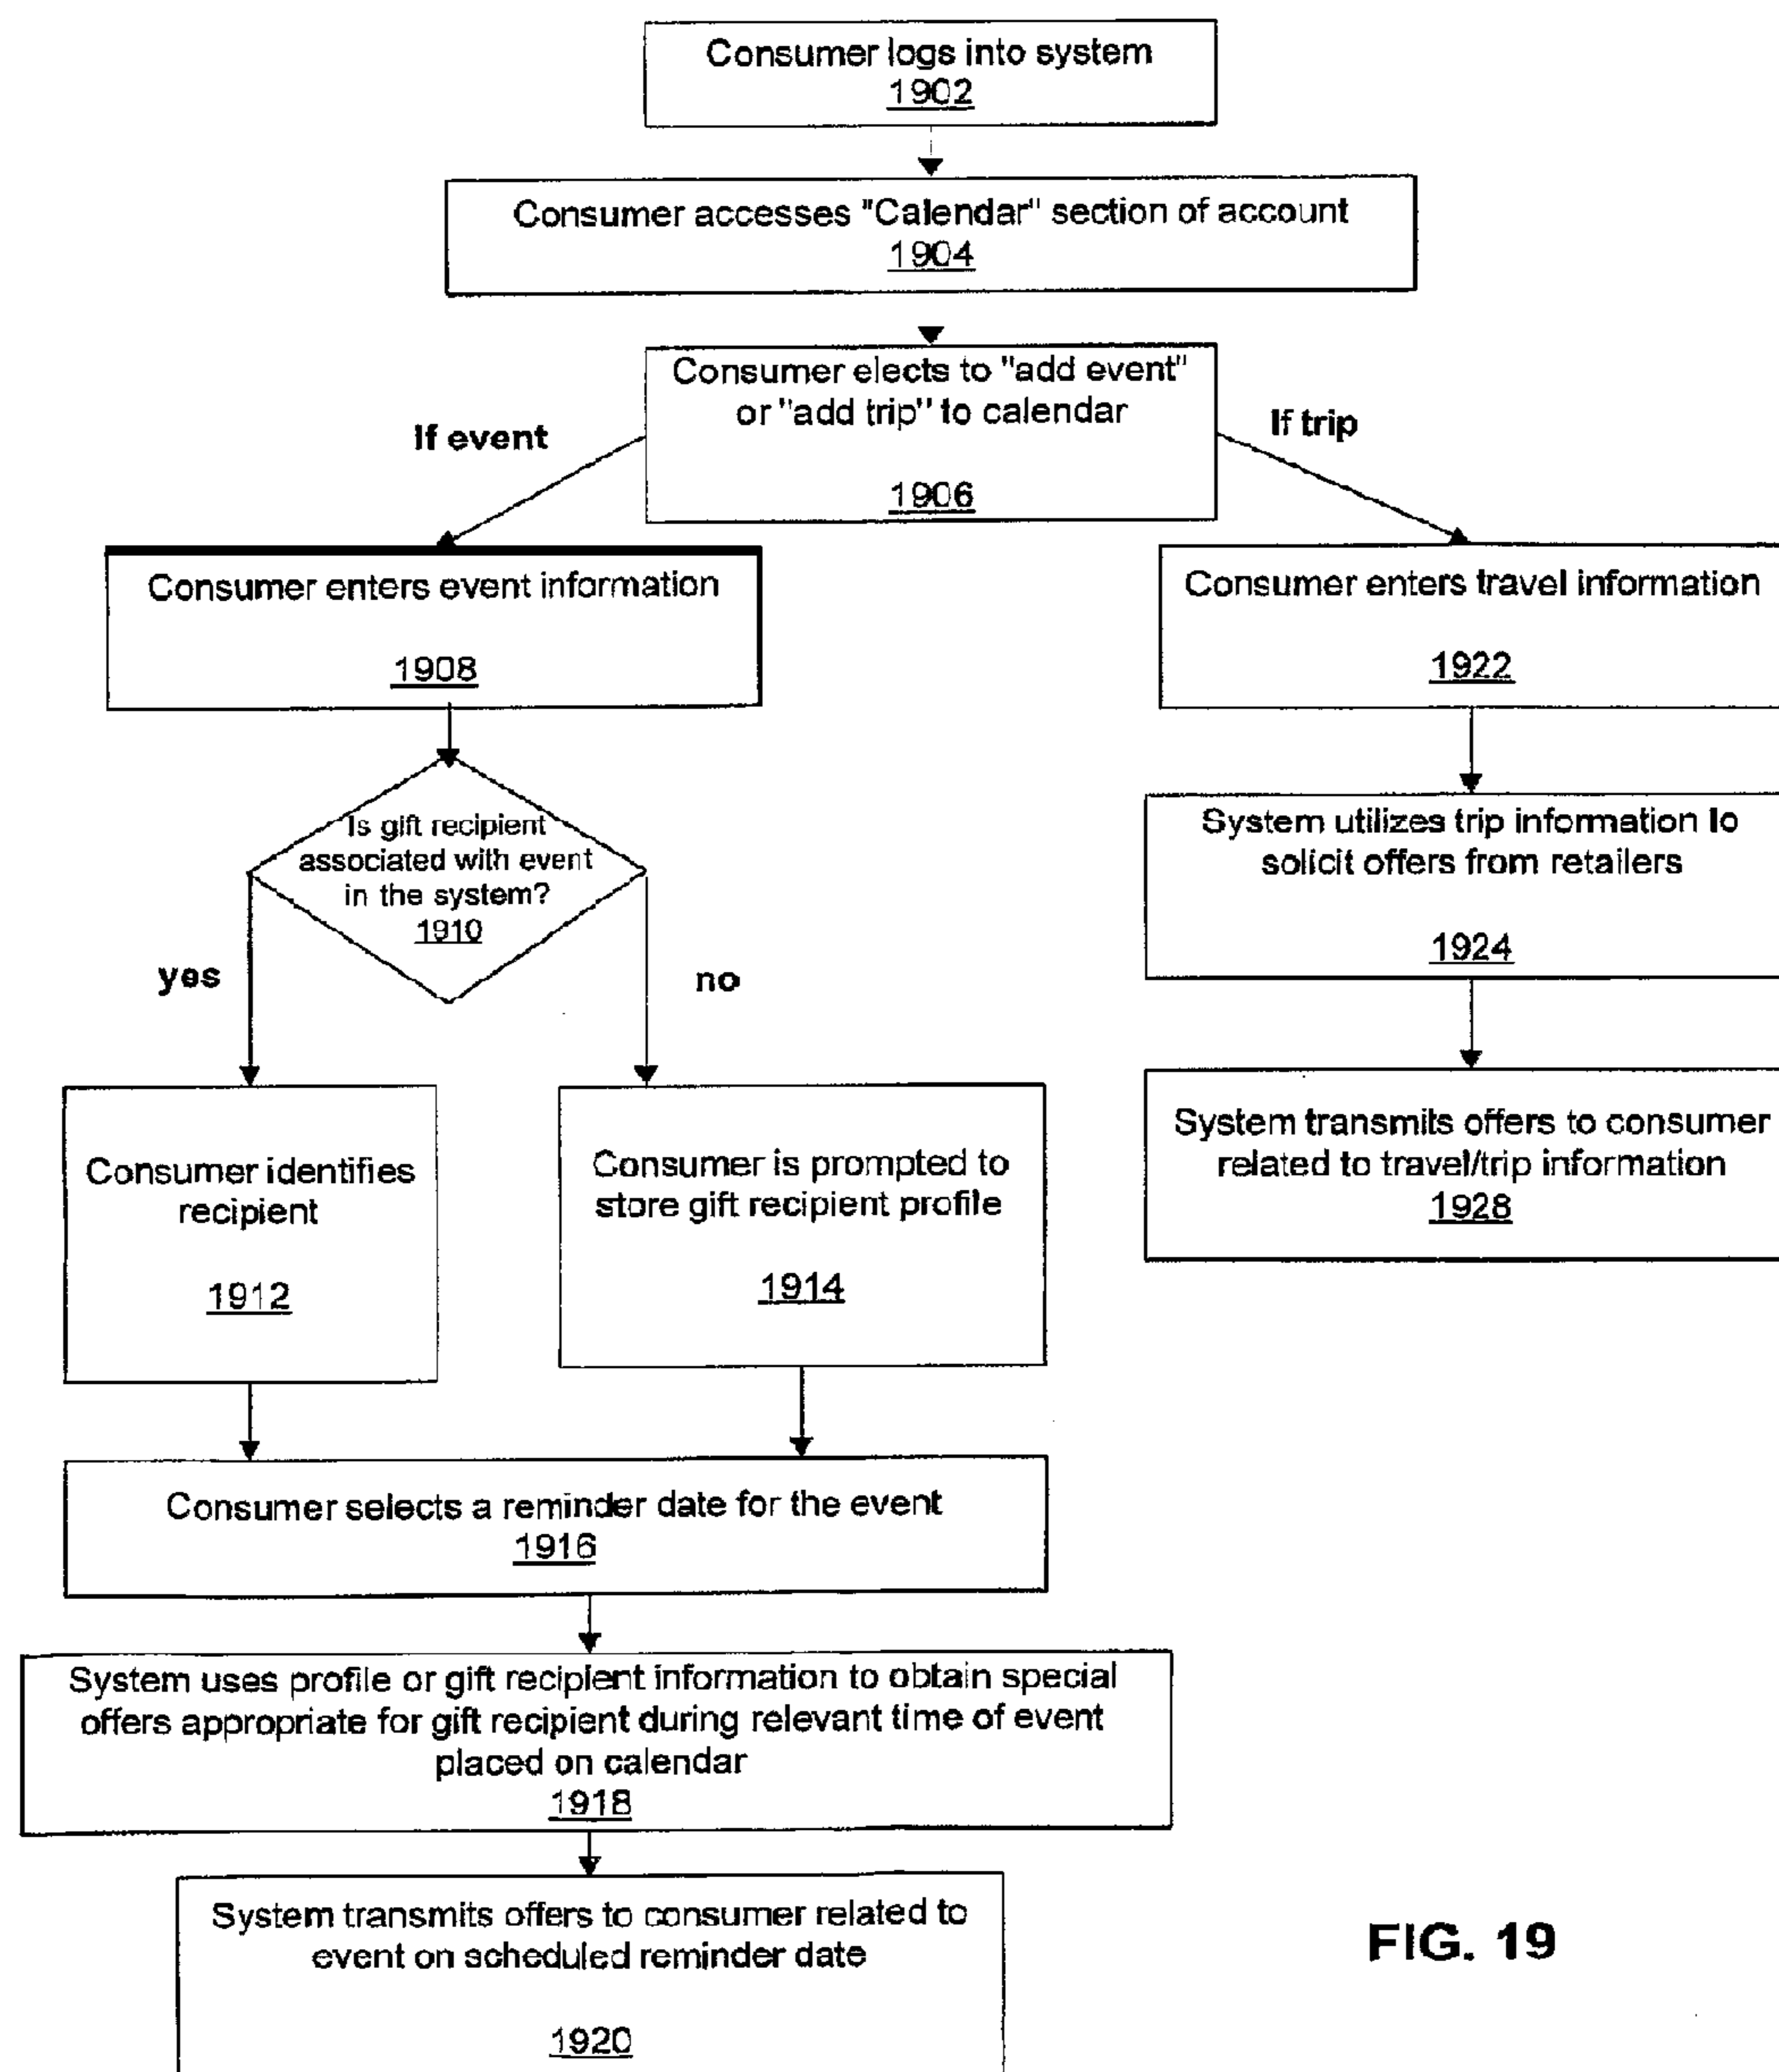 Consumer logs into system
1902
Consumer accesses "Calendar" section of account
1904
Consumer elects to "add event"
or "add trip" to calendar
1906
If event
If trip
Consumer enters event information
1908
Consumer enters travel information
1922
Is gift recipient
associated with event
in the system?
1910
yes
no
System utilizes trip information to
solicit offers from retailers
1924
Consumer identifies
recipient
1912
Consumer is prompted to
store gift recipient profile
1914
System transmits offers to consumer
related to travel/trip information
1928
Consumer selects a reminder date for the event
1916
System uses profile or gift recipient information to obtain special
offers appropriate for gift recipient during relevant time of event
placed on calendar
1918
System transmits offers to consumer related to
event on scheduled reminder date
1920
FIG. 19